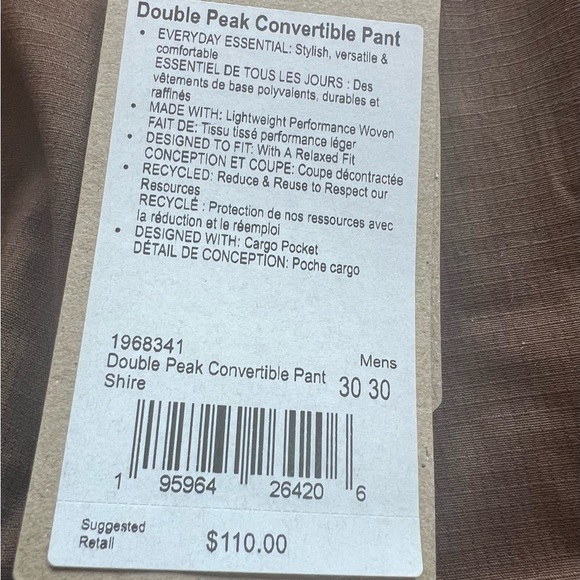 Double Peak Convertible Pant
• EVERYDAY ESSENTIAL: Stylish, versatile &
comfortable
ESSENTIEL DE TOUS LES JOURS : Des
vêtements de base polyvalents, durables et
raffinés
• MADE WITH: Lightweight Performance Woven
FAIT DE: Tissu tissé performance léger
• DESIGNED TO FIT: With A Relaxed Fit
CONCEPTION ET COUPE: Coupe décontractée
• RECYCLED: Reduce & Reuse to Respect our
Resources
RECYCLÉ : Protection de nos ressources avec
la réduction et le réemploi
• DESIGNED WITH: Cargo Pocket
DÉTAIL DE CONCEPTION: Poche cargo
1968341
Mens
Double Peak Convertible Pant 30 30
Shire
1 95964 26420 6
Suggested
Retail $110.00